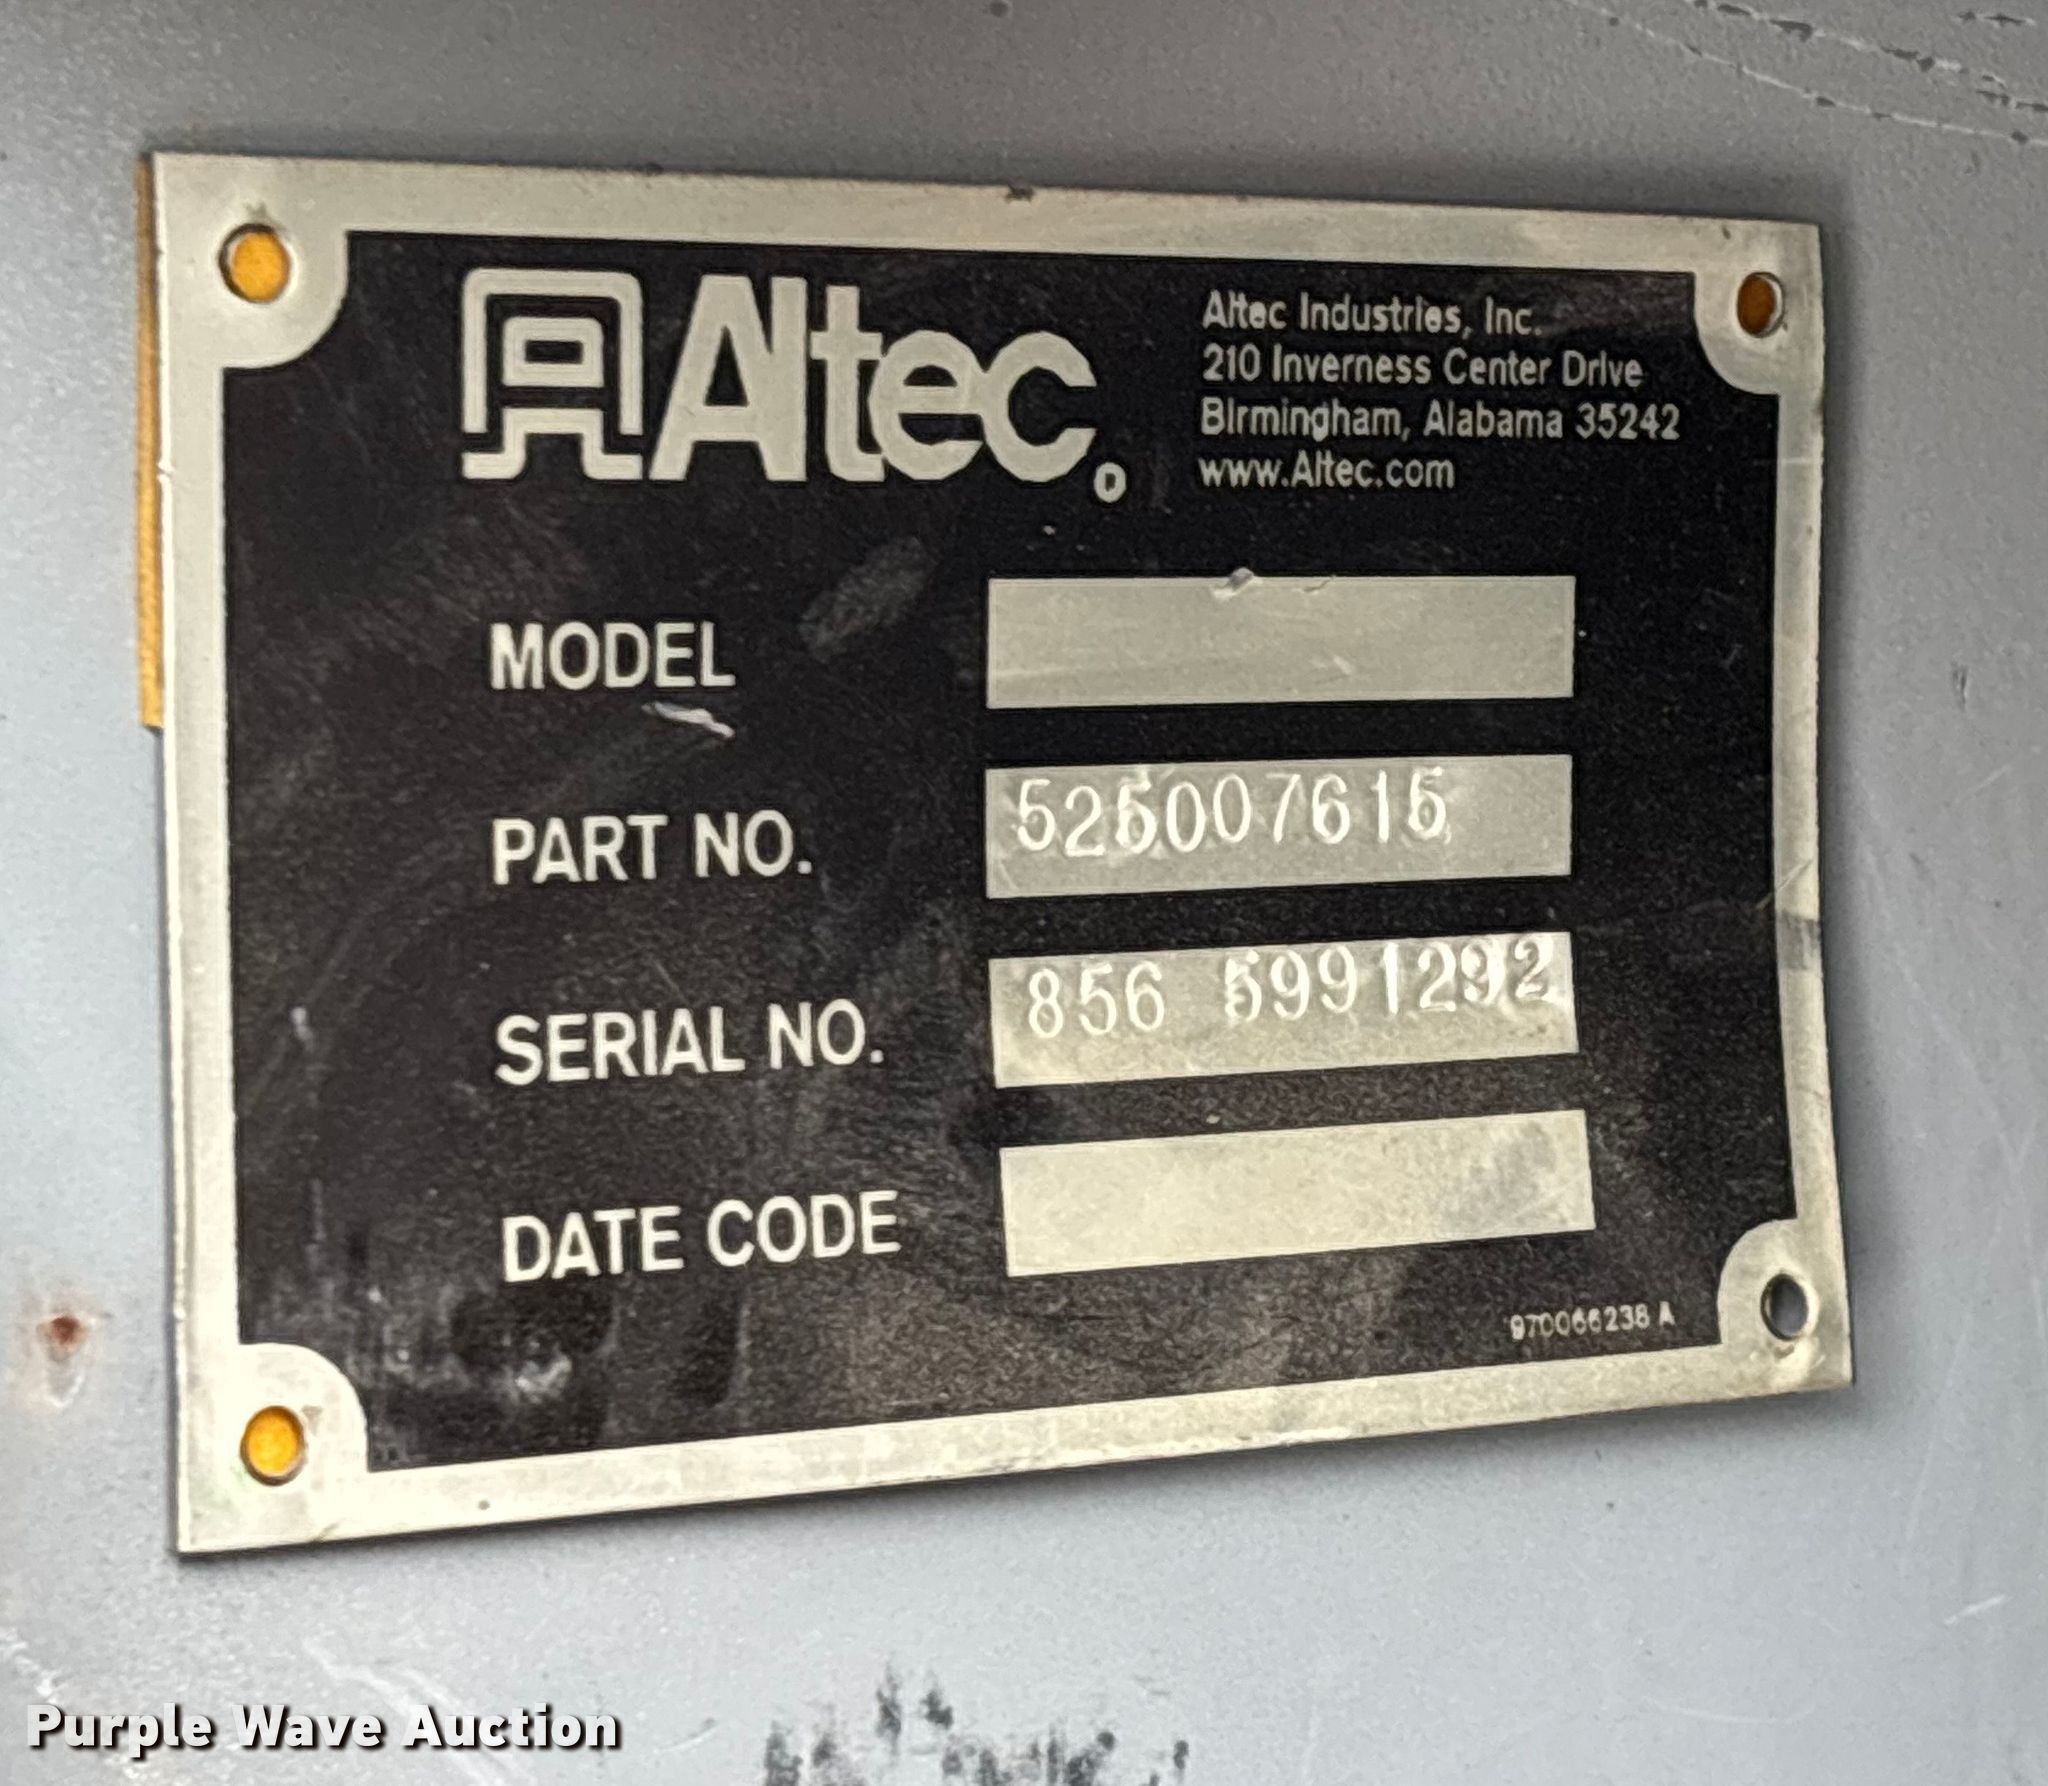 Altec
Altec Industries, Inc.
210 Inverness Center Drive
Birmingham, Alabama 35242
www.Altec.com
MODEL
PART NO. 525007615
SERIAL NO. 856 5991292
DATE CODE
970066238 A
Purple Wave Auction